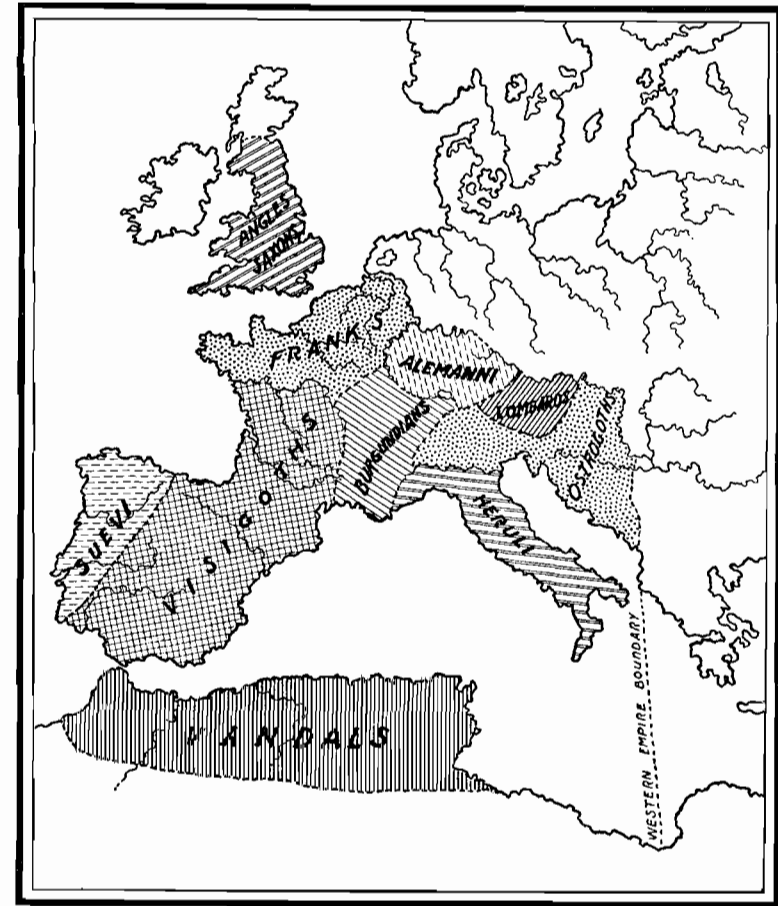 ANGLES
SAXONS
FRANKS
ALEMANNI
LOMBARDS
BURGUNDIANS
OSTROGOTHS
VISIGOTHS
SUEVI
HERULI
VANDALS
WESTERN EMPIRE BOUNDARY